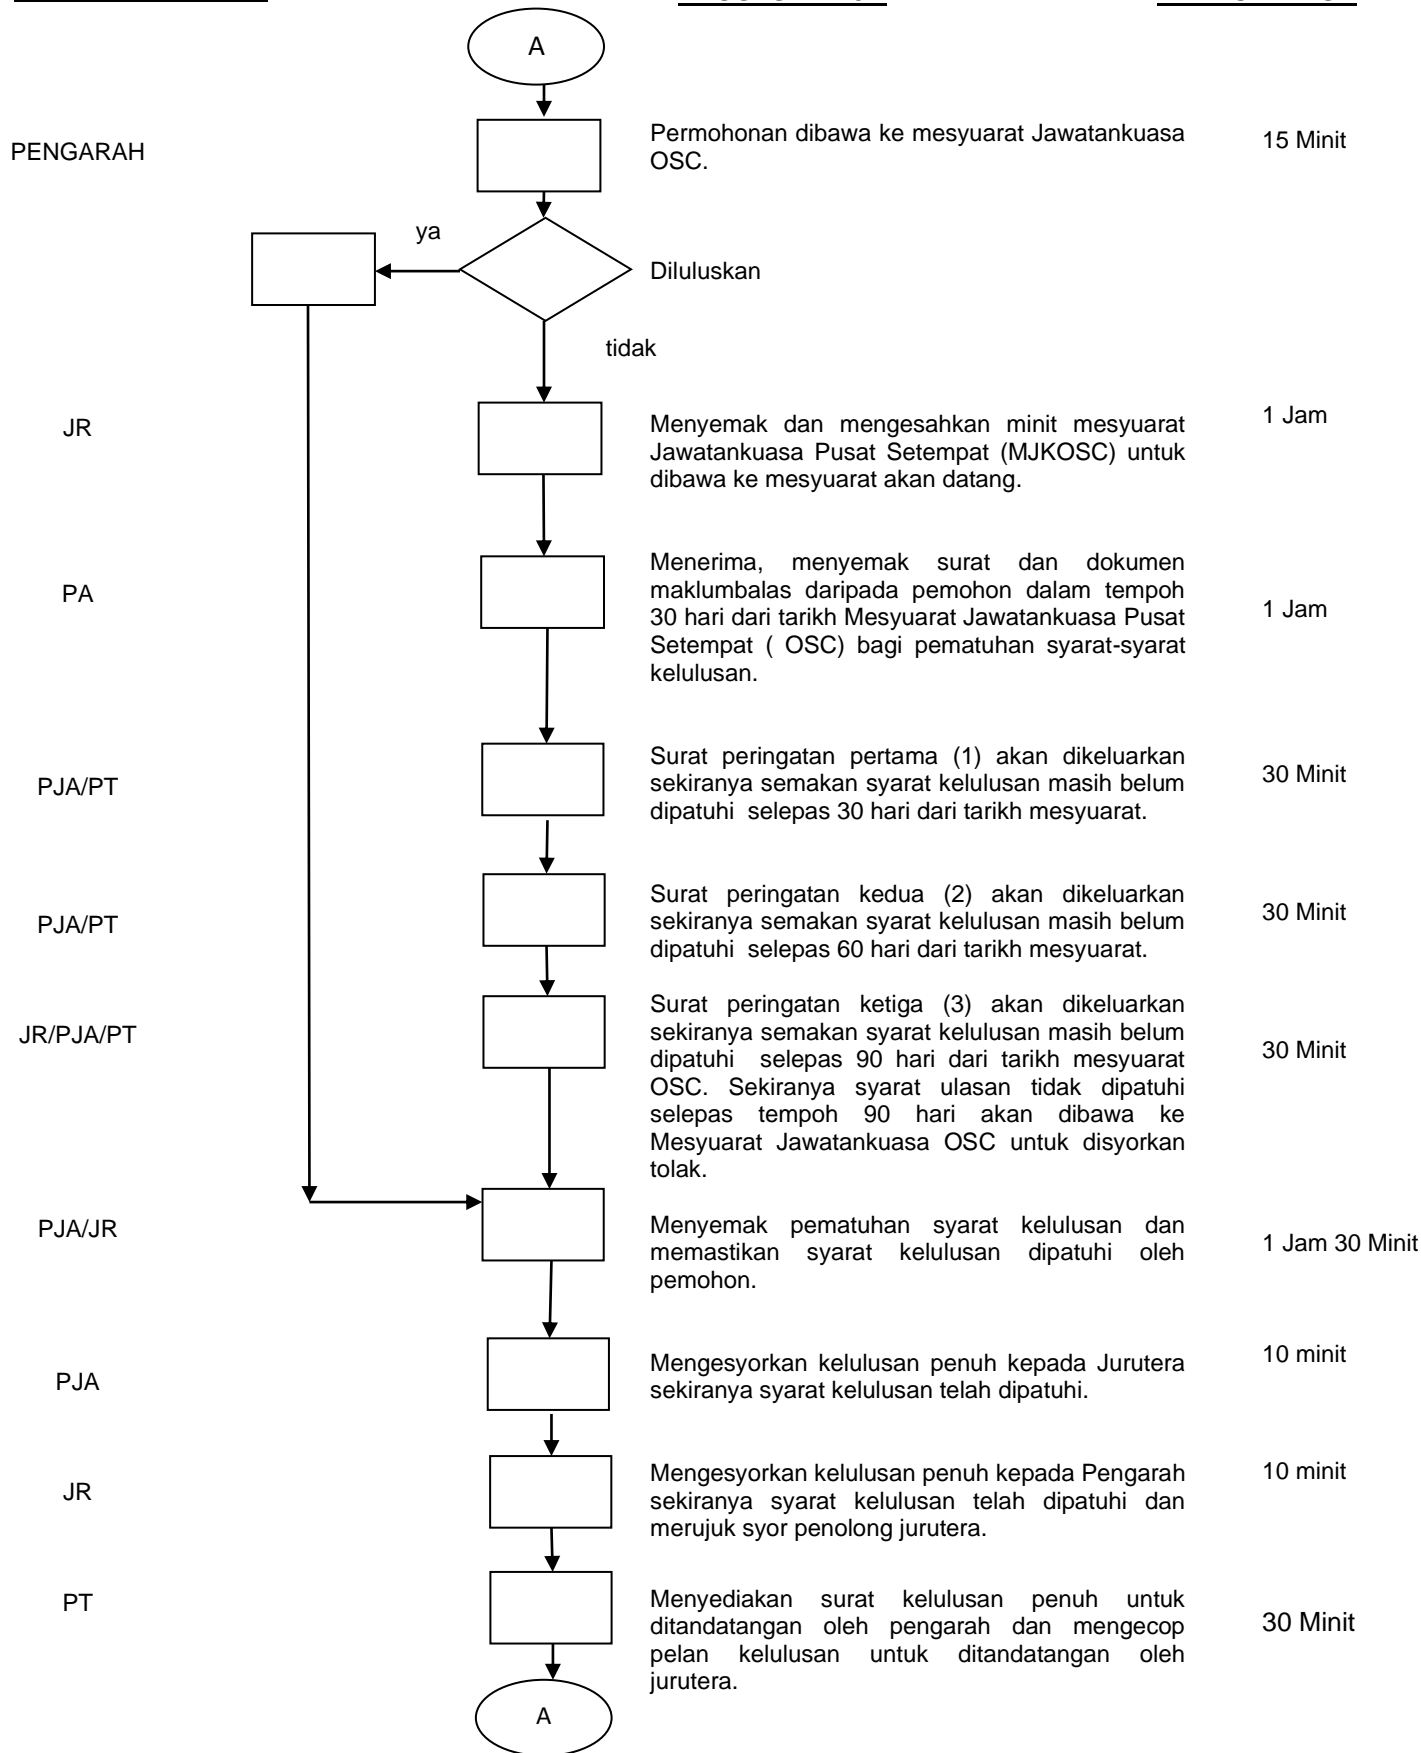 A
PENGARAH
Permohonan dibawa ke mesyuarat Jawatankuasa
OSC.
15 Minit
ya
Diluluskan
tidak
JR
Menyemak dan mengesahkan minit mesyuarat
Jawatankuasa Pusat Setempat (MJKOSC) untuk
dibawa ke mesyuarat akan datang.
1 Jam
PA
Menerima, menyemak surat dan dokumen
maklumbalas daripada pemohon dalam tempoh
30 hari dari tarikh Mesyuarat Jawatankuasa Pusat
Setempat ( OSC) bagi pematuhan syarat-syarat
kelulusan.
1 Jam
PJA/PT
Surat peringatan pertama (1) akan dikeluarkan
sekiranya semakan syarat kelulusan masih belum
dipatuhi selepas 30 hari dari tarikh mesyuarat.
30 Minit
PJA/PT
Surat peringatan kedua (2) akan dikeluarkan
sekiranya semakan syarat kelulusan masih belum
dipatuhi selepas 60 hari dari tarikh mesyuarat.
30 Minit
JR/PJA/PT
Surat peringatan ketiga (3) akan dikeluarkan
sekiranya semakan syarat kelulusan masih belum
dipatuhi selepas 90 hari dari tarikh mesyuarat
OSC. Sekiranya syarat ulasan tidak dipatuhi
selepas tempoh 90 hari akan dibawa ke
Mesyuarat Jawatankuasa OSC untuk disyorkan
tolak.
30 Minit
PJA/JR
Menyemak pematuhan syarat kelulusan dan
memastikan syarat kelulusan dipatuhi oleh
pemohon.
1 Jam 30 Minit
PJA
Mengesyorkan kelulusan penuh kepada Jurutera
sekiranya syarat kelulusan telah dipatuhi.
10 minit
JR
Mengesyorkan kelulusan penuh kepada Pengarah
sekiranya syarat kelulusan telah dipatuhi dan
merujuk syor penolong jurutera.
10 minit
PT
Menyediakan surat kelulusan penuh untuk
ditandatangan oleh pengarah dan mengecop
pelan kelulusan untuk ditandatangan oleh
jurutera.
30 Minit
A